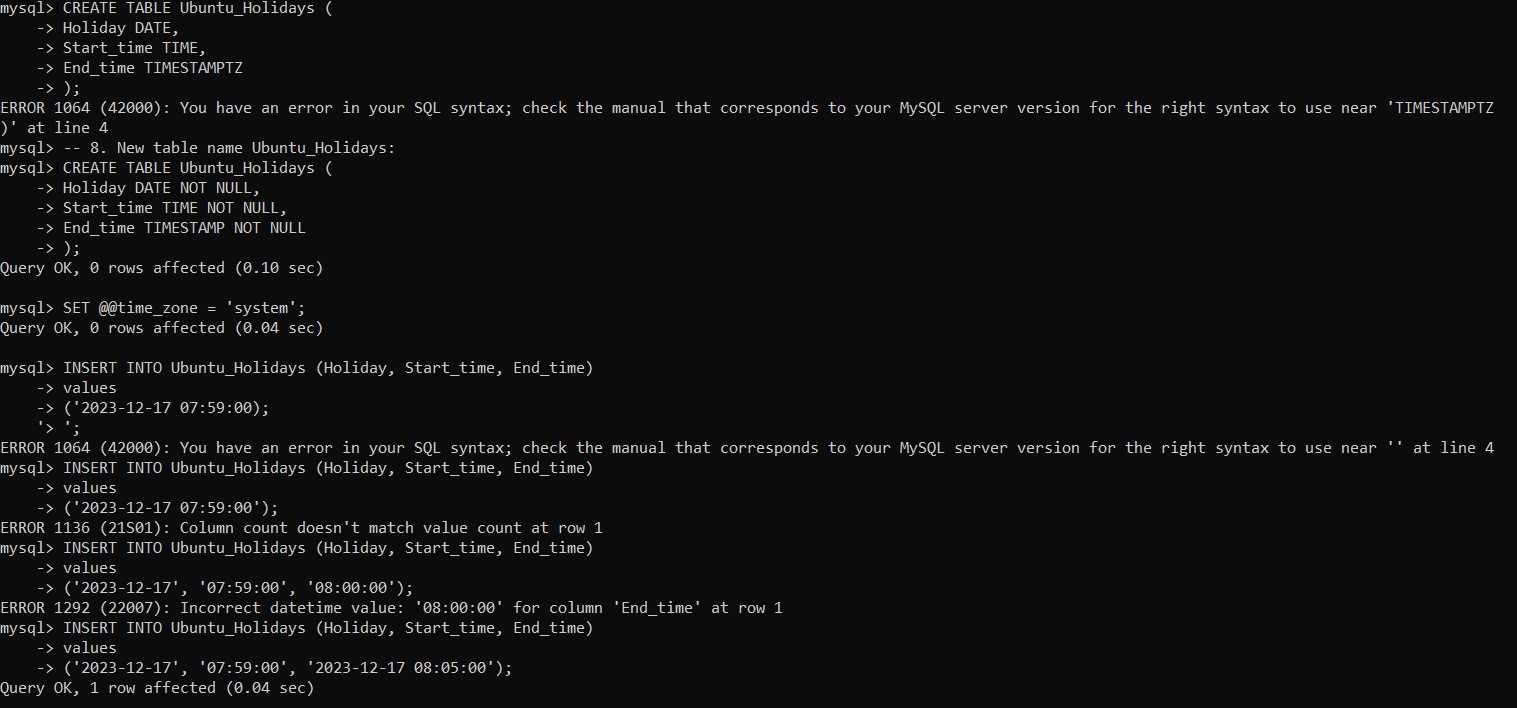 mysql> CREATE TABLE Ubuntu_Holidays (
    -> Holiday DATE,
    -> Start_time TIME,
    -> End_time TIMESTAMPTZ
    -> );
ERROR 1064 (42000): You have an error in your SQL syntax; check the manual that corresponds to your MySQL server version for the right syntax to use near 'TIMESTAMPTZ
)' at line 4
mysql> -- 8. New table name Ubuntu_Holidays:
mysql> CREATE TABLE Ubuntu_Holidays (
    -> Holiday DATE NOT NULL,
    -> Start_time TIME NOT NULL,
    -> End_time TIMESTAMP NOT NULL
    -> );
Query OK, 0 rows affected (0.10 sec)

mysql> SET @@time_zone = 'system';
Query OK, 0 rows affected (0.04 sec)

mysql> INSERT INTO Ubuntu_Holidays (Holiday, Start_time, End_time)
    -> values
    -> ('2023-12-17 07:59:00);
    '> ';
ERROR 1064 (42000): You have an error in your SQL syntax; check the manual that corresponds to your MySQL server version for the right syntax to use near '' at line 4
mysql> INSERT INTO Ubuntu_Holidays (Holiday, Start_time, End_time)
    -> values
    -> ('2023-12-17 07:59:00');
ERROR 1136 (21S01): Column count doesn't match value count at row 1
mysql> INSERT INTO Ubuntu_Holidays (Holiday, Start_time, End_time)
    -> values
    -> ('2023-12-17', '07:59:00', '08:00:00');
ERROR 1292 (22007): Incorrect datetime value: '08:00:00' for column 'End_time' at row 1
mysql> INSERT INTO Ubuntu_Holidays (Holiday, Start_time, End_time)
    -> values
    -> ('2023-12-17', '07:59:00', '2023-12-17 08:05:00');
Query OK, 1 row affected (0.04 sec)